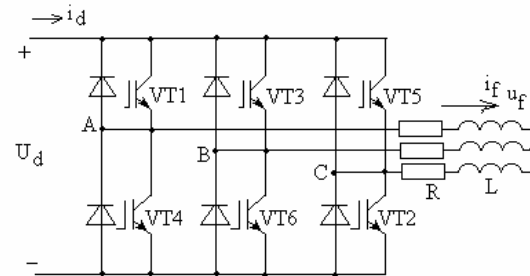 i_d
+
VT1 VT3 VT5
i_f u_f
A
U_d
B
C
R L
VT4 VT6 VT2
−